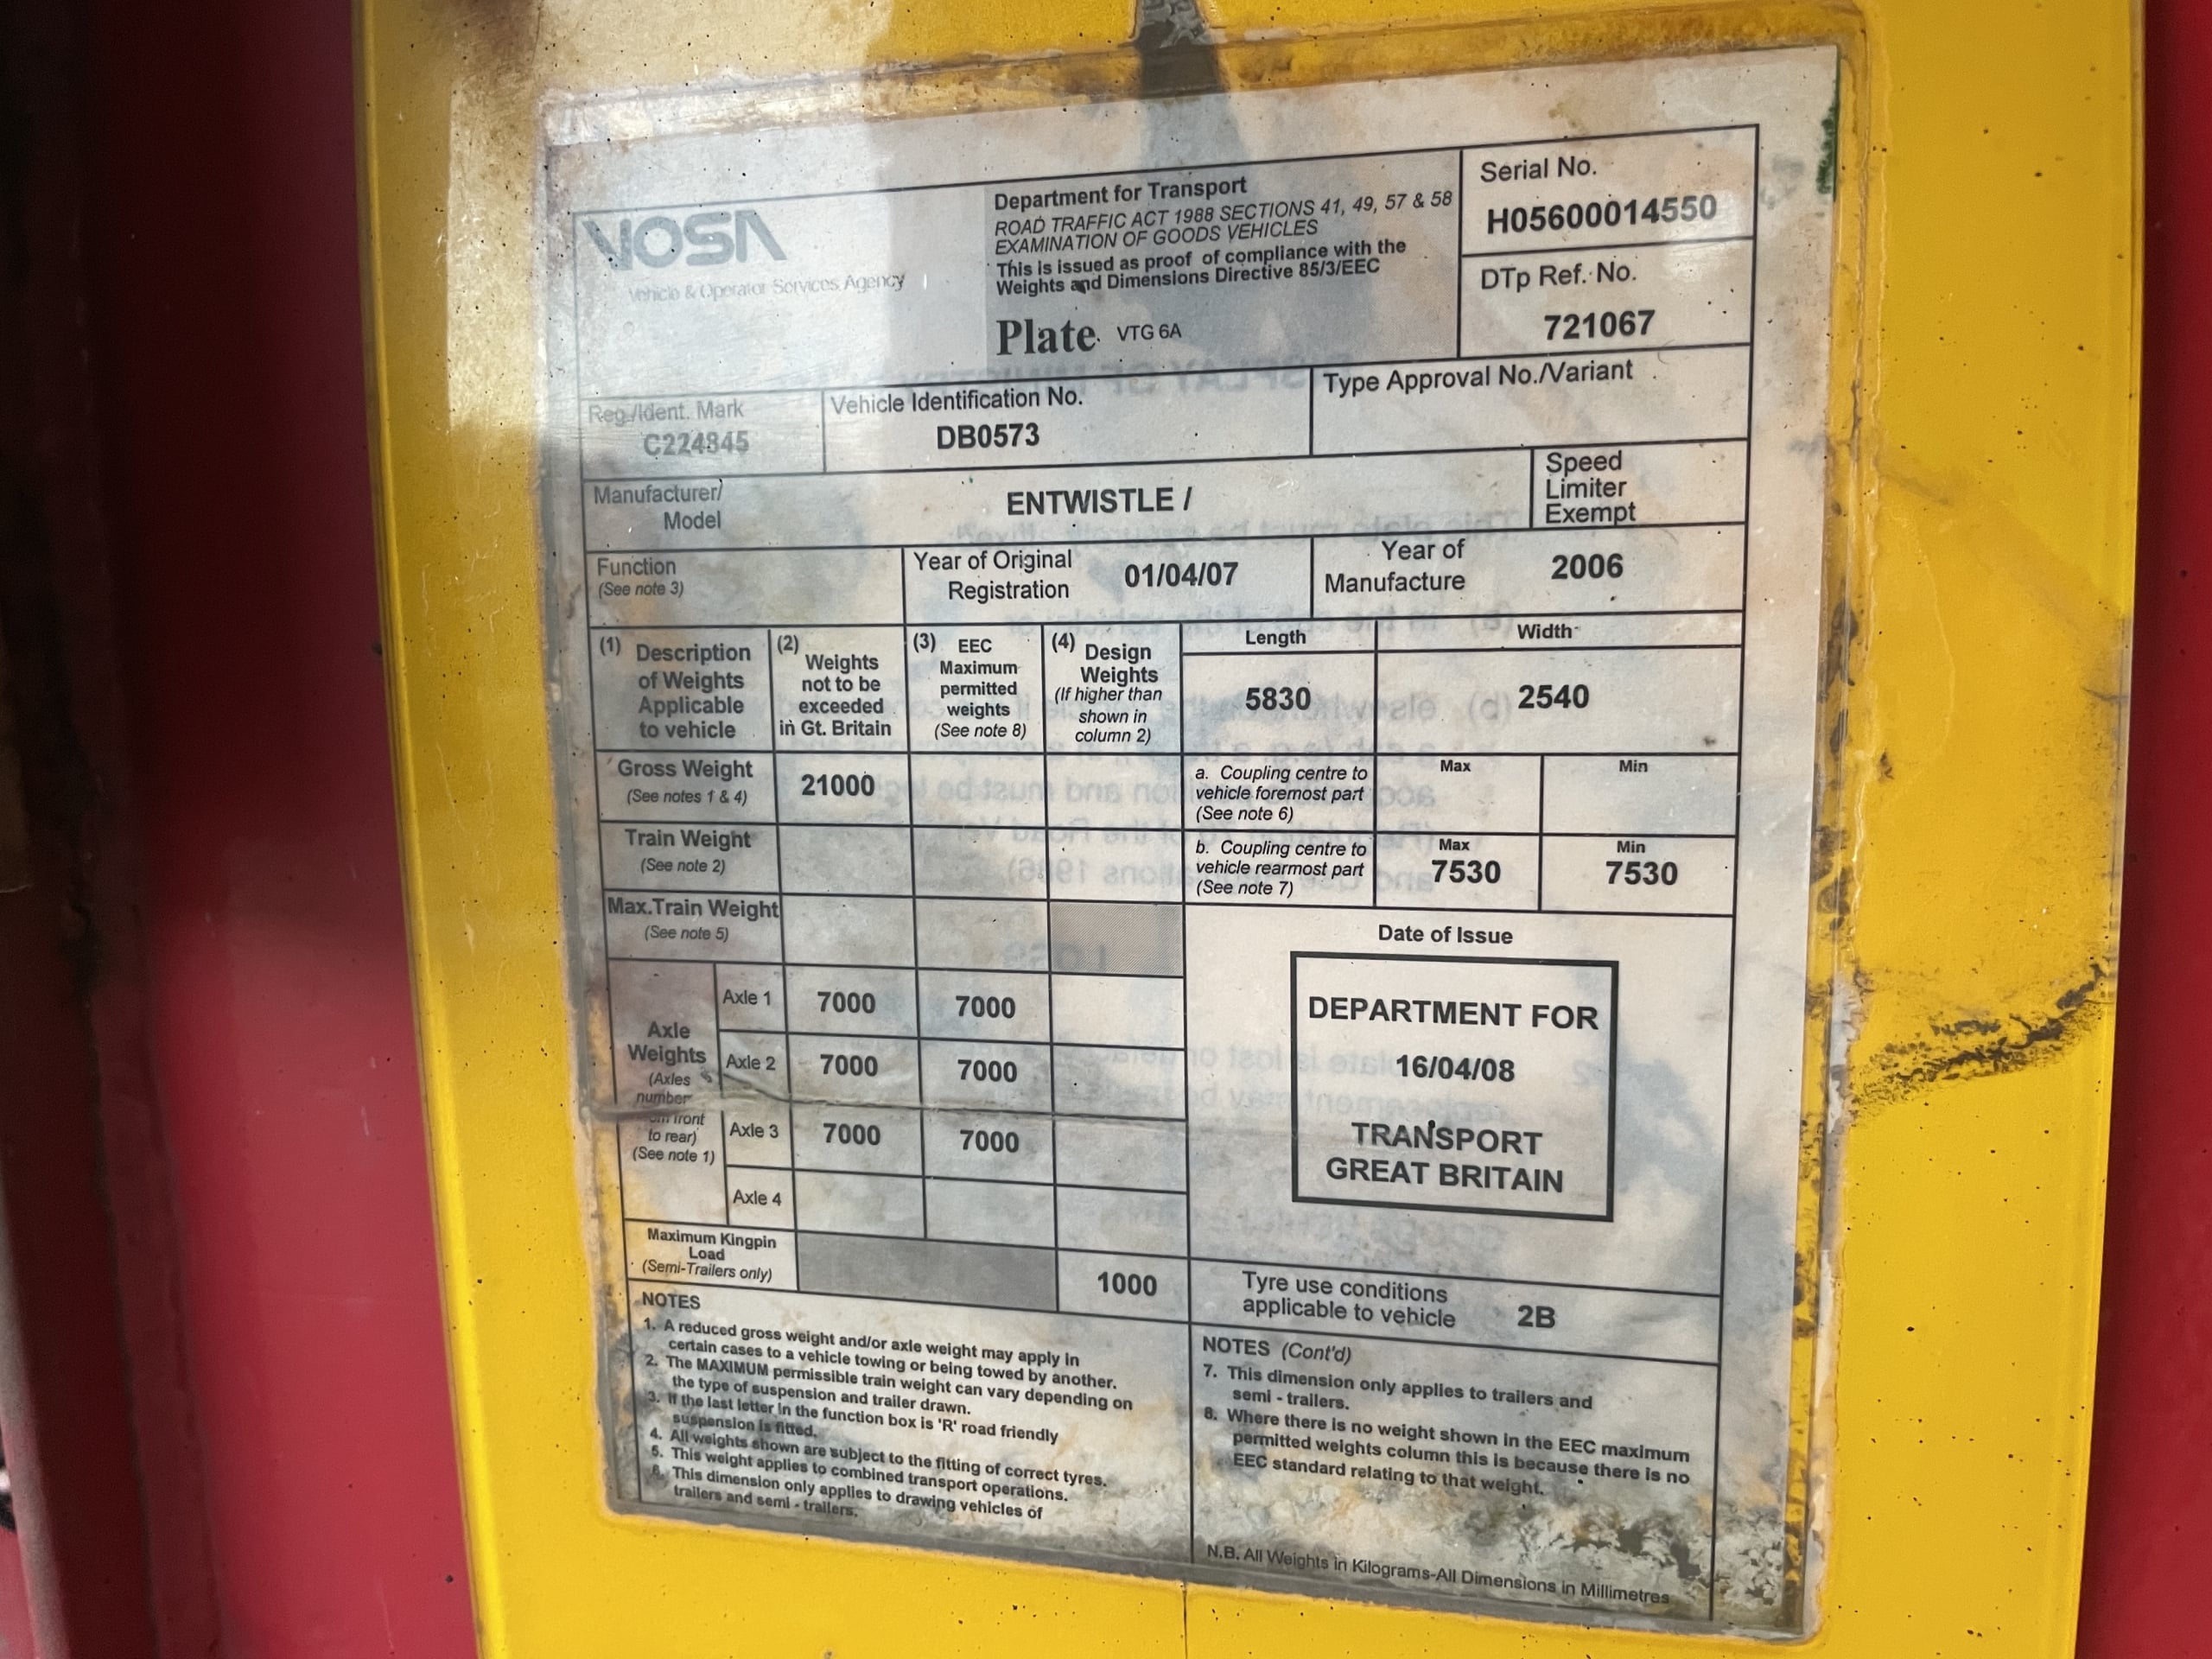 VOSA
Vehicle & Operator Services Agency
Department for Transport
ROAD TRAFFIC ACT 1988 SECTIONS 41, 49, 57 & 58
EXAMINATION OF GOODS VEHICLES
This is issued as proof of compliance with the
Weights and Dimensions Directive 85/3/EEC
Plate VTG 6A
Serial No.
H05600014550
DTp Ref. No.
721067
Reg./Ident. Mark
C224845
Vehicle Identification No.
DB0573
Type Approval No./Variant
Manufacturer/
Model
ENTWISTLE /
Speed
Limiter
Exempt
Function
(See note 3)
Year of Original
Registration
01/04/07
Year of
Manufacture
2006
(1) Description
of Weights
Applicable
to vehicle
(2)
Weights
not to be
exceeded
in Gt. Britain
(3) EEC
Maximum
permitted
weights
(See note 8)
(4) Design
Weights
(If higher than
shown in
column 2)
Length
5830
Width
2540
Gross Weight
(See notes 1 & 4)
21000
a. Coupling centre to
vehicle foremost part
(See note 6)
Max
Min
Train Weight
(See note 2)
b. Coupling centre to
vehicle rearmost part
(See note 7)
Max
7530
Min
7530
Max.Train Weight
(See note 5)
Axle
Weights
(Axles
number
front
to rear)
(See note 1)
Axle 1 7000 7000
Axle 2 7000 7000
Axle 3 7000 7000
Axle 4
Date of Issue
DEPARTMENT FOR
16/04/08
TRANSPORT
GREAT BRITAIN
Maximum Kingpin
Load
(Semi-Trailers only)
1000
Tyre use conditions
applicable to vehicle
2B
NOTES
1. A reduced gross weight and/or axle weight may apply in
certain cases to a vehicle towing or being towed by another.
2. The MAXIMUM permissible train weight can vary depending on
the type of suspension and trailer drawn.
3. If the last letter in the function box is 'R' road friendly
suspension is fitted.
4. All weights shown are subject to the fitting of correct tyres.
5. This weight applies to combined transport operations.
6. This dimension only applies to drawing vehicles of
trailers and semi - trailers.
NOTES (Cont'd)
7. This dimension only applies to trailers and
semi - trailers.
8. Where there is no weight shown in the EEC maximum
permitted weights column this is because there is no
EEC standard relating to that weight.
N.B. All Weights in Kilograms-All Dimensions in Millimetres